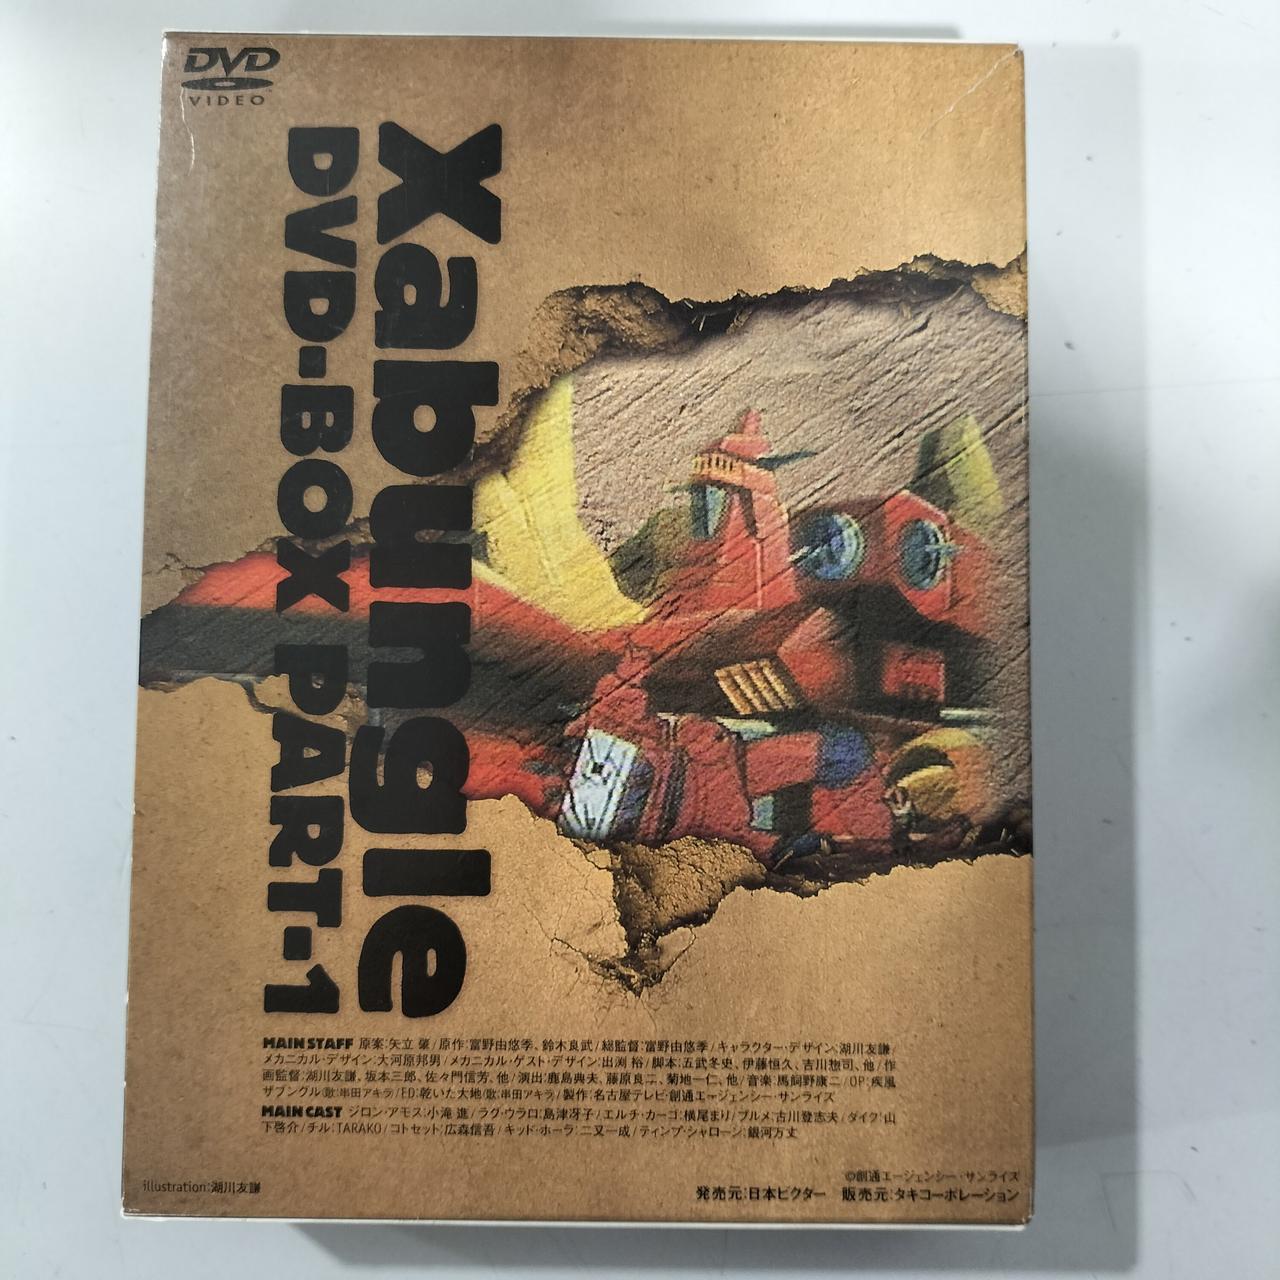 DVD
VIDEO
Xabungle
DVD-BOX PART-1
MAIN STAFF 原案:矢立 肇/原作:富野由悠季、鈴木良武/総監督:富野由悠季/キャラクター・デザイン:湖川友謙/
メカニカル・デザイン:大河原邦男/メカニカル・ゲスト・デザイン:出渕 裕/脚本:五武冬史、伊藤恒久、吉川惣司、他/作
画監督:湖川友謙、坂本三郎、佐々門信芳、他/演出:鹿島典夫、藤原良二、菊地一仁、他/音楽:馬飼野康二/OP:疾風
ザブングル(歌:串田アキラ)/ED:乾いた大地(歌:串田アキラ)/製作:名古屋テレビ・創通エージェンシー・サンライズ
MAIN CAST ジロン・アモス:小滝 進/ラグ・ウラロ:島津冴子/エルチ・カーゴ:横尾まり/ブルメ:古川登志夫/ダイク:山
下啓介/チル:TARAKO/コトセット:広森信吾/キッド・ホーラ:二又一成/ティンプ・シャローン:銀河万丈
illustration:湖川友謙
©創通エージェンシー・サンライズ
発売元:日本ビクター 販売元:タキコーポレーション